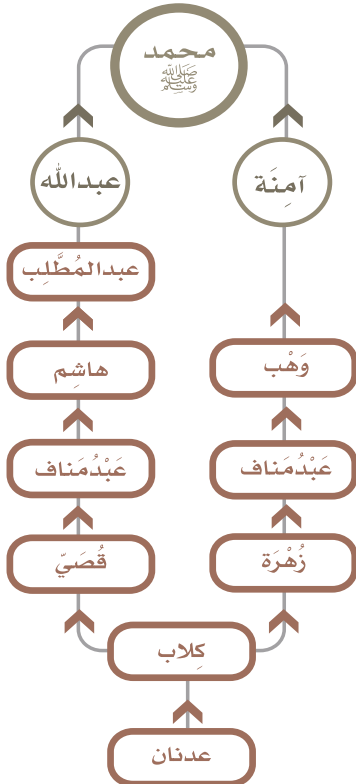 محمد
ﷺ
آمِنَة
عبدالله
عبدالمُطَّلِب
وَهْب
هاشِم
عَبْدُمَناف
عَبْدُمَناف
زُهْرَة
قُصَيّ
كِلاب
عدنان